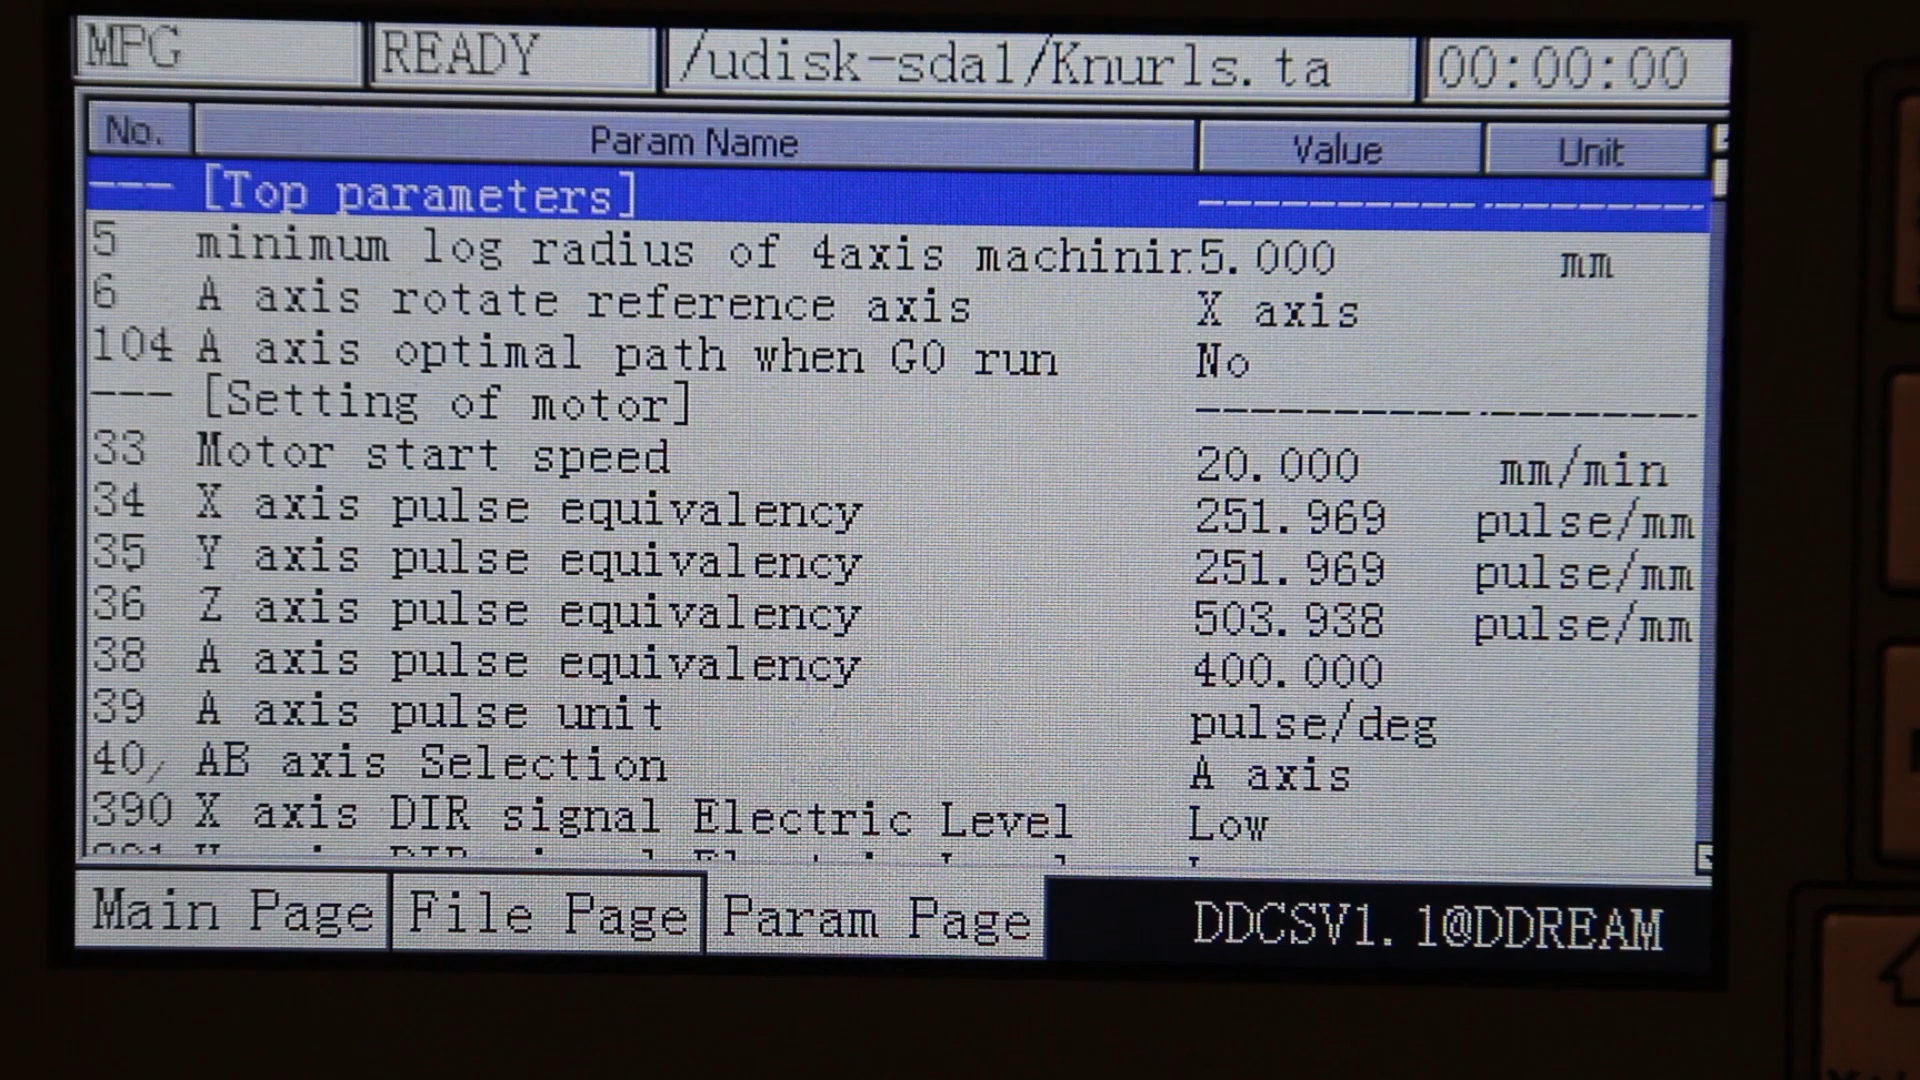 MPG READY /udisk-sda1/Knurls.ta 00:00:00
No. Param Name Value Unit
--- [Top parameters] ---------- --------
5 minimum log radius of 4axis machinin 5.000 mm
6 A axis rotate reference axis X axis
104 A axis optimal path when G0 run No
--- [Setting of motor] ---------- --------
33 Motor start speed 20.000 mm/min
34 X axis pulse equivalency 251.969 pulse/mm
35 Y axis pulse equivalency 251.969 pulse/mm
36 Z axis pulse equivalency 503.938 pulse/mm
38 A axis pulse equivalency 400.000
39 A axis pulse unit pulse/deg
40, AB axis Selection A axis
390 X axis DIR signal Electric Level Low
Main Page File Page Param Page DDCSV1.1@DDREAM